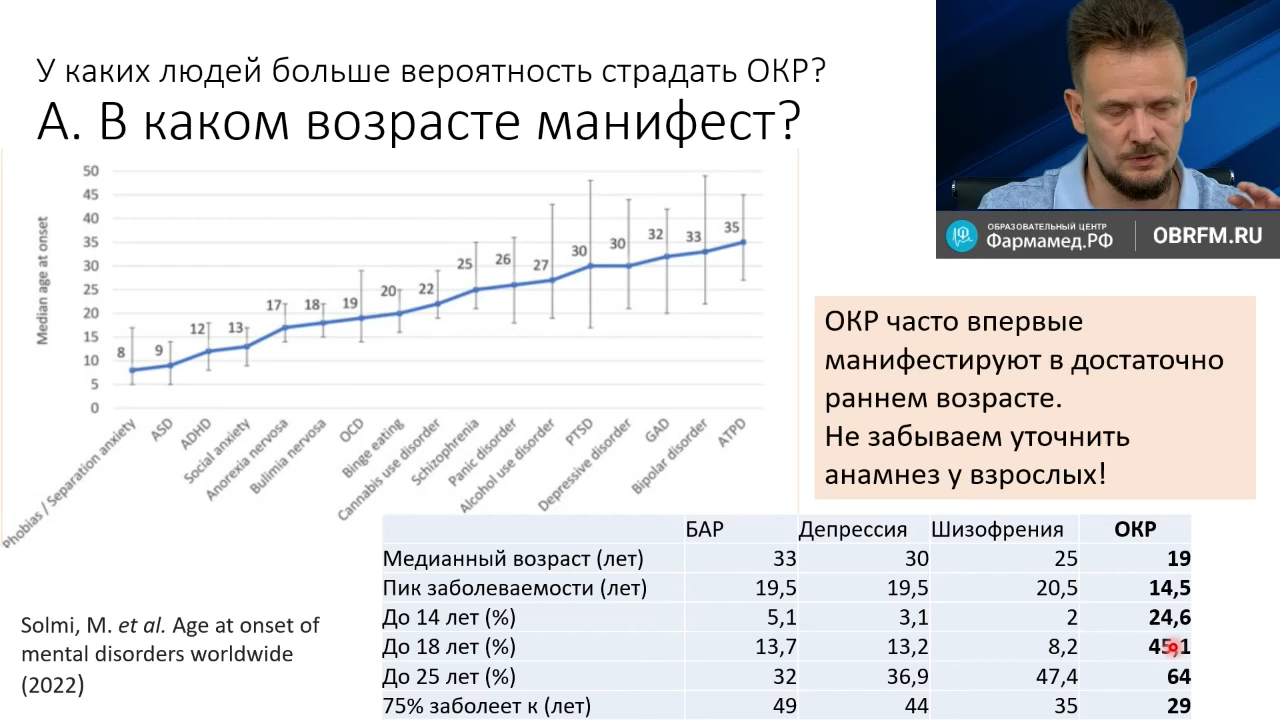 У каких людей больше вероятность страдать ОКР?
А. В каком возрасте манифест?
ОБРАЗОВАТЕЛЬНЫЙ ЦЕНТР
Фармамед.РФ
OBRFM.RU
Median age at onset
50
45
40
35
30
25
20
15
10
5
0
8
9
12
13
17
18
19
20
22
25
26
27
30
30
32
33
35
Phobias / Separation anxiety
ASD
ADHD
Social anxiety
Anorexia nervosa
Bulimia nervosa
OCD
Binge eating
Cannabis use disorder
Schizophrenia
Panic disorder
Alcohol use disorder
PTSD
Depressive disorder
GAD
Bipolar disorder
ATPD
ОКР часто впервые
манифестируют в достаточно
раннем возрасте.
Не забываем уточнить
анамнез у взрослых!
БАР Депрессия Шизофрения ОКР
Медианный возраст (лет) 33 30 25 19
Пик заболеваемости (лет) 19,5 19,5 20,5 14,5
До 14 лет (%) 5,1 3,1 2 24,6
До 18 лет (%) 13,7 13,2 8,2 45,1
До 25 лет (%) 32 36,9 47,4 64
75% заболеет к (лет) 49 44 35 29
Solmi, M. et al. Age at onset of
mental disorders worldwide
(2022)